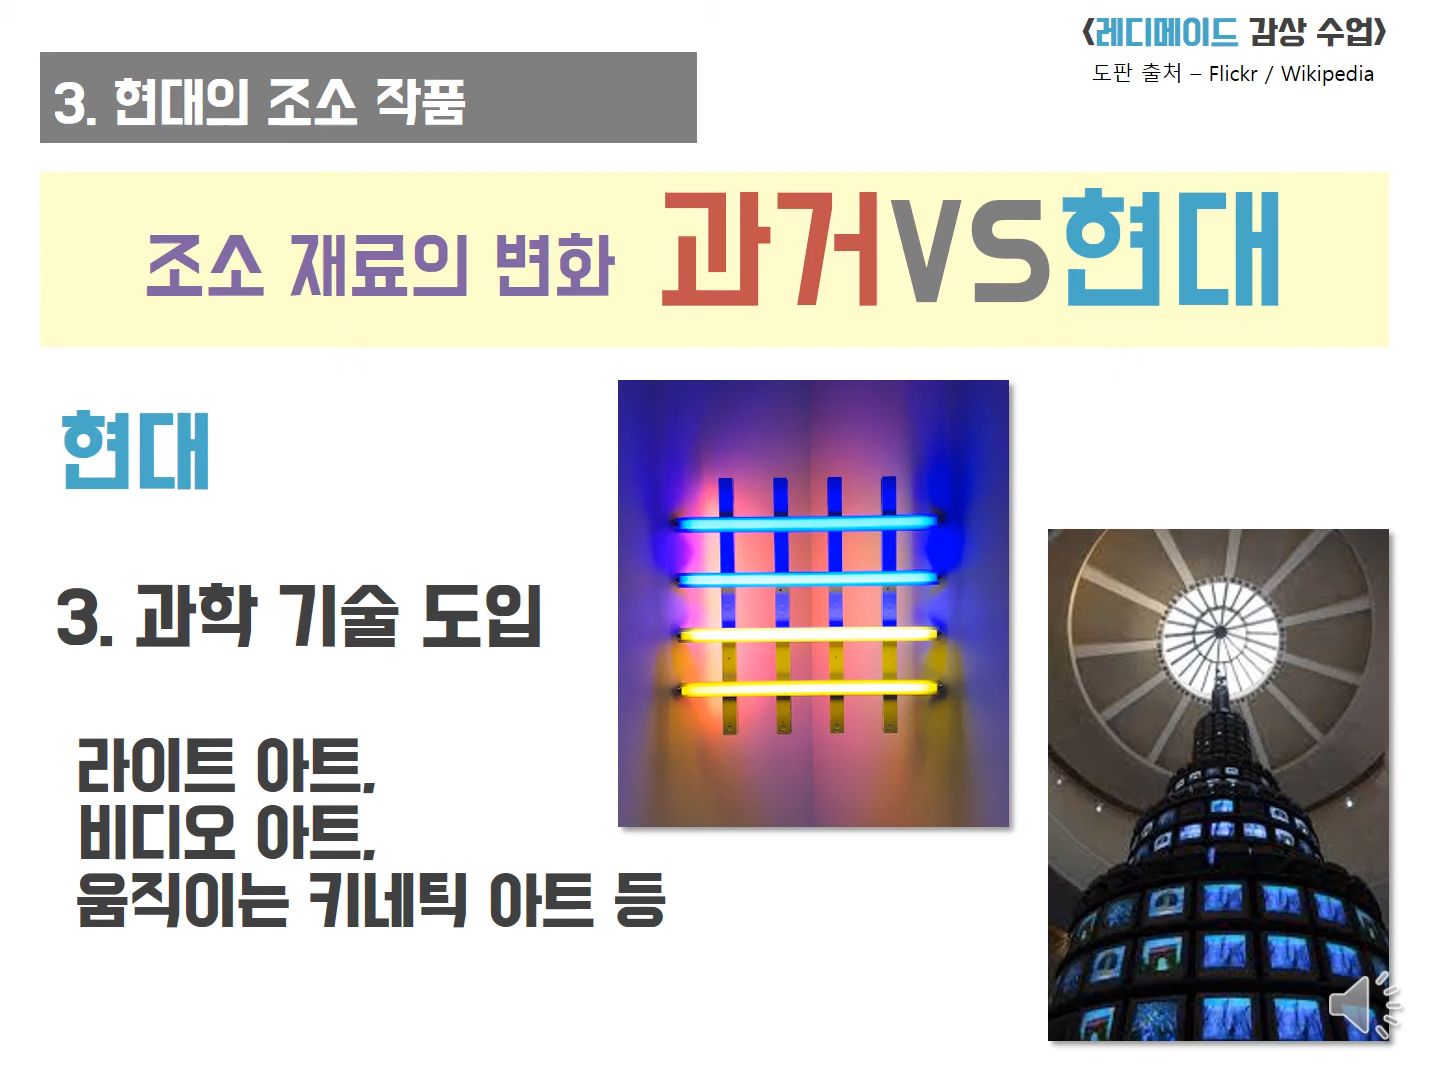 《레디메이드 감상 수업》
도판 출처 – Flickr / Wikipedia
3. 현대의 조소 작품
조소 재료의 변화 과거VS현대
현대
3. 과학 기술 도입
라이트 아트,
비디오 아트,
움직이는 키네틱 아트 등